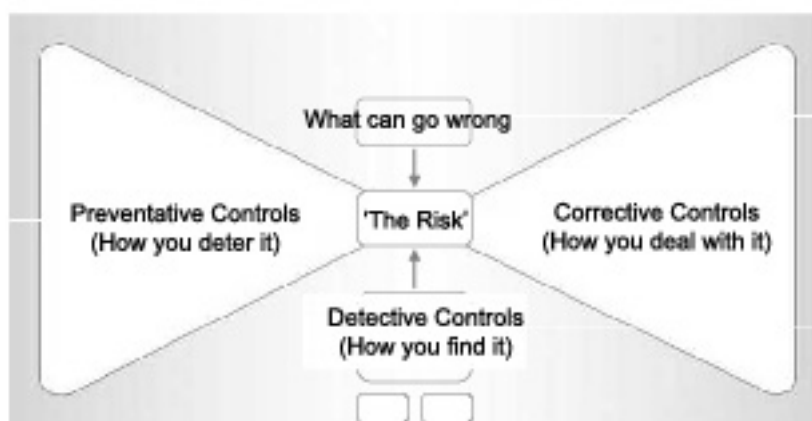 What can go wrong
Preventative Controls
(How you deter it)
'The Risk'
Corrective Controls
(How you deal with it)
Detective Controls
(How you find it)